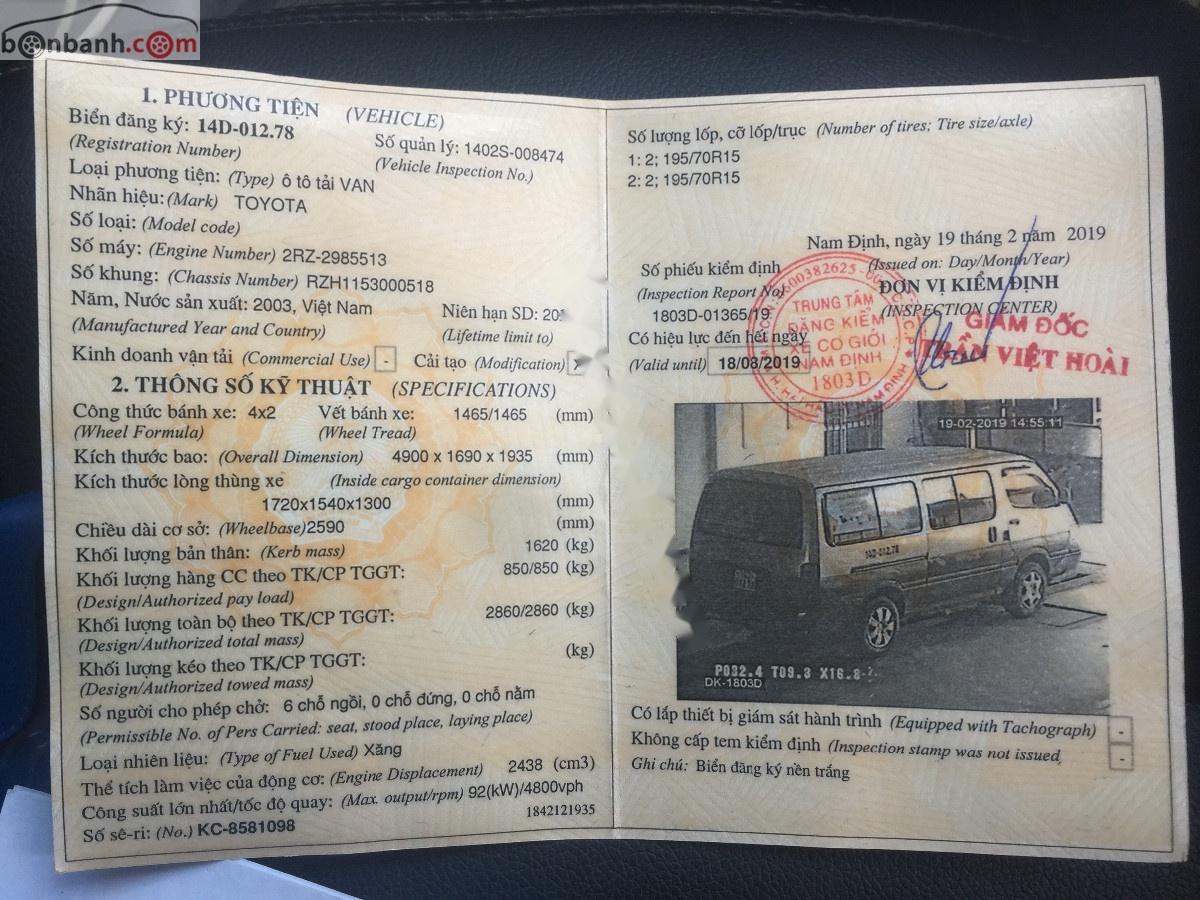 bonbanh.com
1. PHƯƠNG TIỆN (VEHICLE)
Biển đăng ký: 14D-012.78
(Registration Number)
Số quản lý: 1402S-008474
(Vehicle Inspection No.)
Loại phương tiện: (Type) ô tô tải VAN
Nhãn hiệu: (Mark) TOYOTA
Số loại: (Model code)
Số máy: (Engine Number) 2RZ-2985513
Số khung: (Chassis Number) RZH1153000518
Năm, Nước sản xuất: 2003, Việt Nam
(Manufactured Year and Country)
Niên hạn SD:
(Lifetime limit to)
Kinh doanh vận tải (Commercial Use) - Cải tạo (Modification)
2. THÔNG SỐ KỸ THUẬT (SPECIFICATIONS)
Công thức bánh xe: 4x2 Vết bánh xe: 1465/1465 (mm)
(Wheel Formula) (Wheel Tread)
Kích thước bao: (Overall Dimension) 4900 x 1690 x 1935 (mm)
Kích thước lòng thùng xe (Inside cargo container dimension)
1720x1540x1300 (mm)
Chiều dài cơ sở: (Wheelbase) 2590 (mm)
Khối lượng bản thân: (Kerb mass) 1620 (kg)
Khối lượng hàng CC theo TK/CP TGGT: 850/850 (kg)
(Design/Authorized pay load)
Khối lượng toàn bộ theo TK/CP TGGT: 2860/2860 (kg)
(Design/Authorized total mass)
Khối lượng kéo theo TK/CP TGGT: (kg)
(Design/Authorized towed mass)
Số người cho phép chở: 6 chỗ ngồi, 0 chỗ đứng, 0 chỗ nằm
(Permissible No. of Pers Carried: seat, stood place, laying place)
Loại nhiên liệu: (Type of Fuel Used) Xăng
Thể tích làm việc của động cơ: (Engine Displacement) 2438 (cm3)
Công suất lớn nhất/tốc độ quay: (Max. output/rpm) 92(kW)/4800vph
Số sê-ri: (No.) KC-8581098 1842121935
Số lượng lốp, cỡ lốp/trục (Number of tires; Tire size/axle)
1: 2; 195/70R15
2: 2; 195/70R15
Nam Định, ngày 19 tháng 2 năm 2019
(Issued on: Day/Month/Year)
Số phiếu kiểm định
(Inspection Report No)
1803D-01365/19
ĐƠN VỊ KIỂM ĐỊNH
(INSPECTION CENTER)
Có hiệu lực đến hết ngày
(Valid until) 18/08/2019
TRUNG TÂM
ĐĂNG KIỂM
XE CƠ GIỚI
NAM ĐỊNH
1803D
GIÁM ĐỐC
TRẦN VIỆT HOÀI
19-02-2019 14:55:11
14D-012.78
P032.4 T09.3 X16.8
DK-1803D
Có lắp thiết bị giám sát hành trình (Equipped with Tachograph) -
Không cấp tem kiểm định (Inspection stamp was not issued -
Ghi chú: Biển đăng ký nền trắng